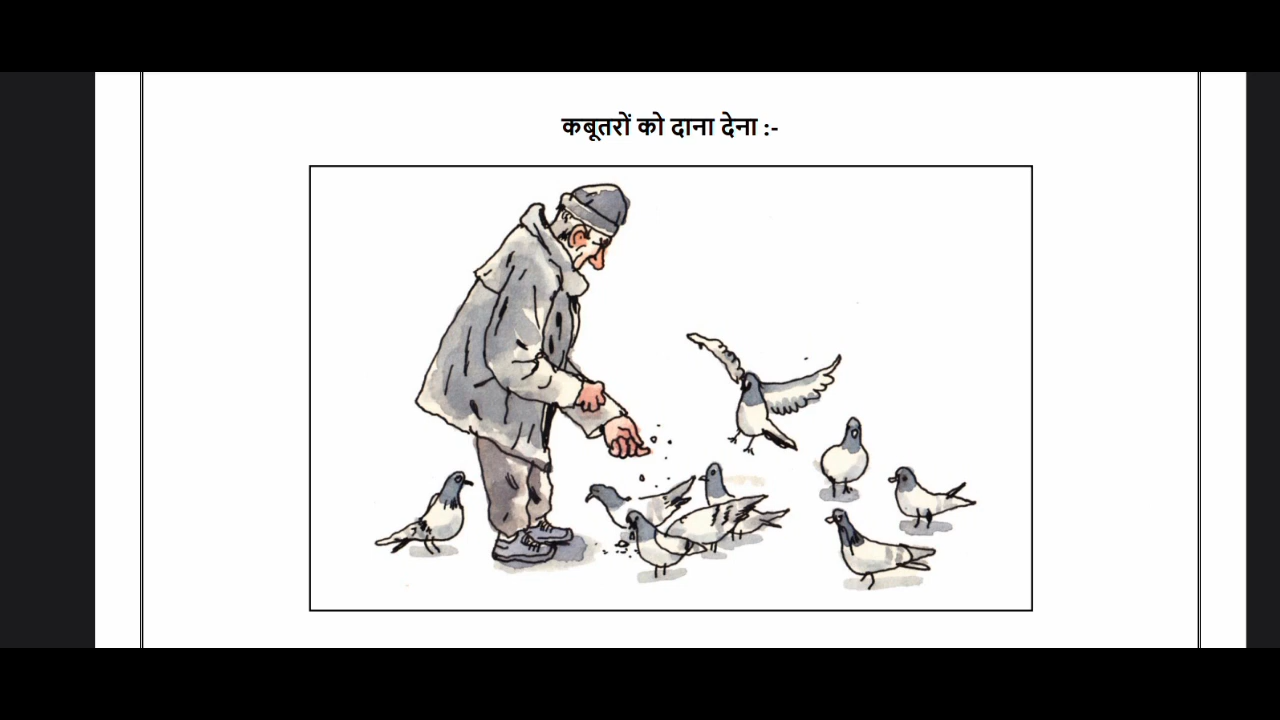 कबूतरों को दाना देना :-